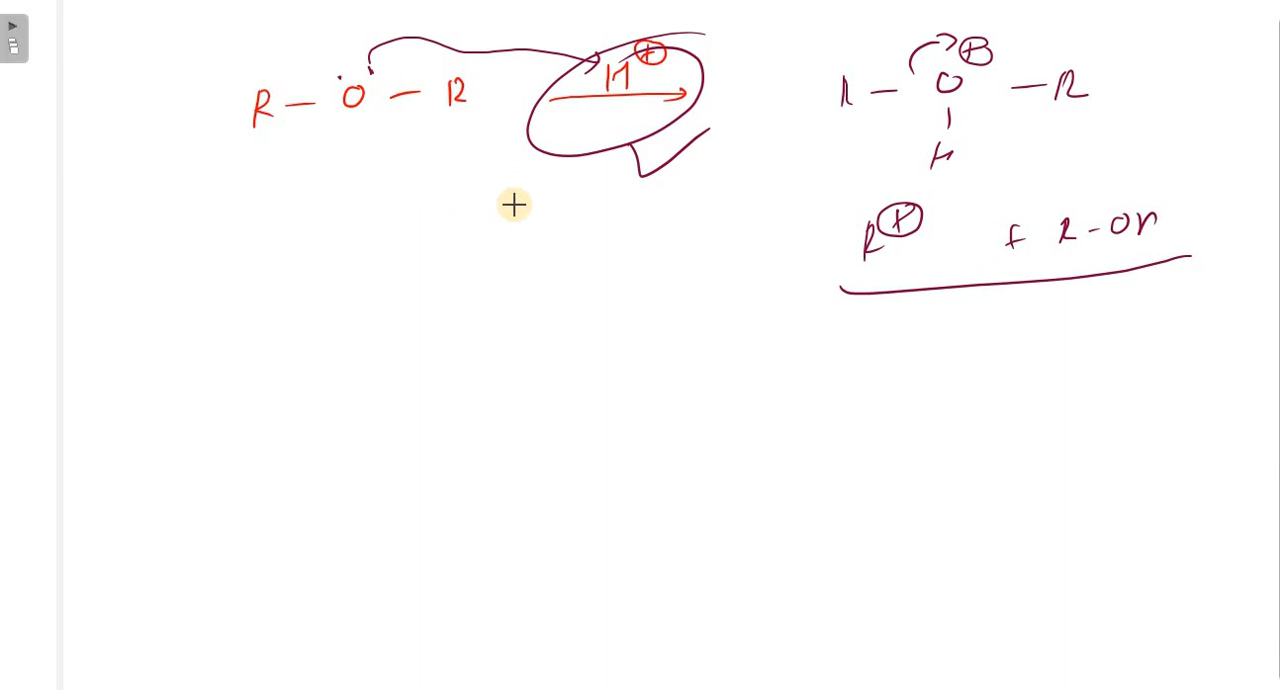 R — O — R H⊕ → R — O⊕ — R
H
R⊕ + R-OH